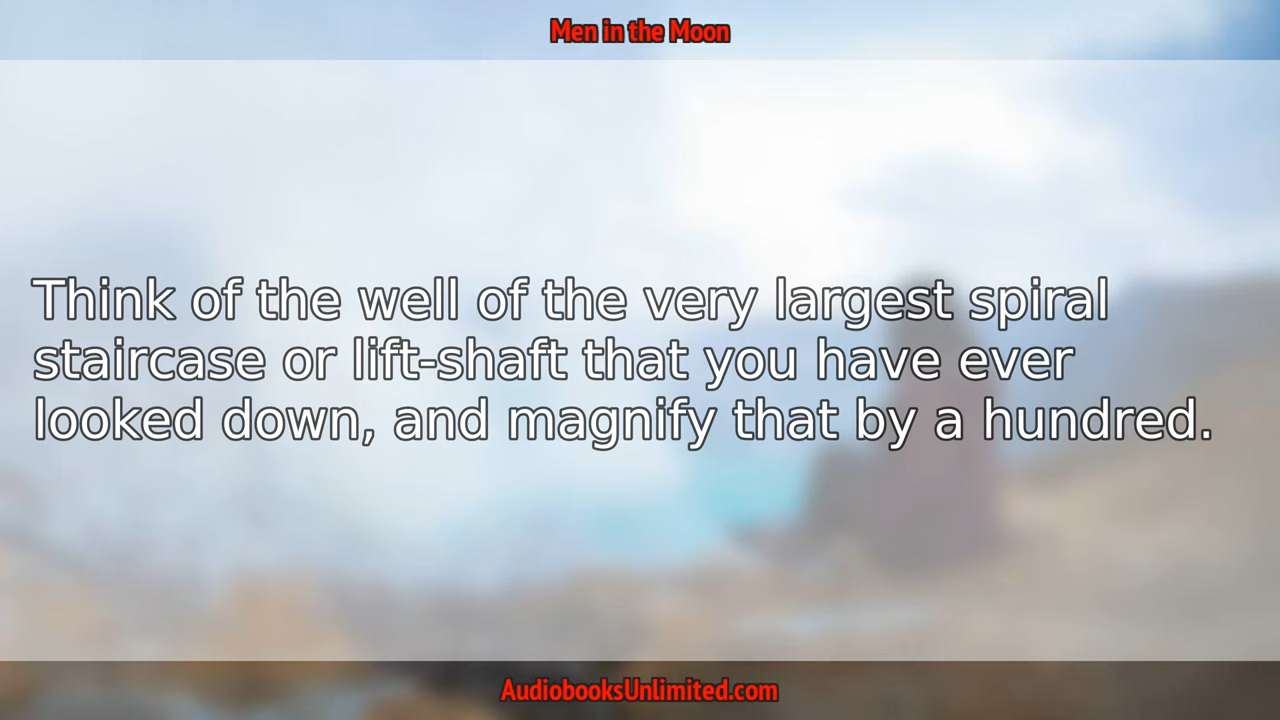 Men in the Moon
Think of the well of the very largest spiral
staircase or lift-shaft that you have ever
looked down, and magnify that by a hundred.
AudiobooksUnlimited.com